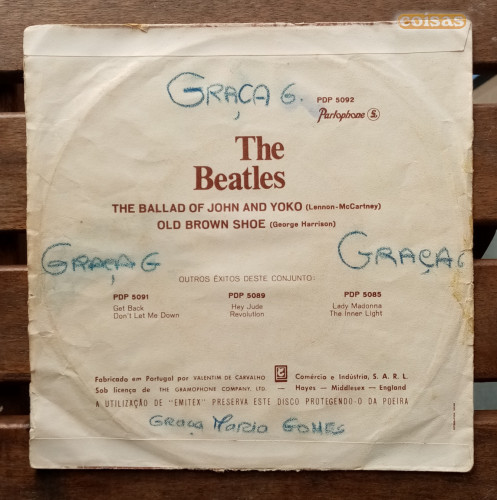 coisas
GRAÇA G.
PDP 5092
Parlophone
The
Beatles
THE BALLAD OF JOHN AND YOKO (Lennon-McCartney)
OLD BROWN SHOE (George Harrison)
GRAÇA G
GRAÇA G
OUTROS ÊXITOS DESTE CONJUNTO:
PDP 5091
Get Back
Don't Let Me Down
PDP 5089
Hey Jude
Revolution
PDP 5085
Lady Madonna
The Inner Light
Fabricado em Portugal por VALENTIM DE CARVALHO Comércio e Indústria, S. A. R. L.
Sob licença de THE GRAMOPHONE COMPANY LTD. — Hayes — Middlesex — England
A UTILIZAÇÃO DE "EMITEX" PRESERVA ESTE DISCO PROTEGENDO-O DA POEIRA
GRAÇA MARIO GOMES